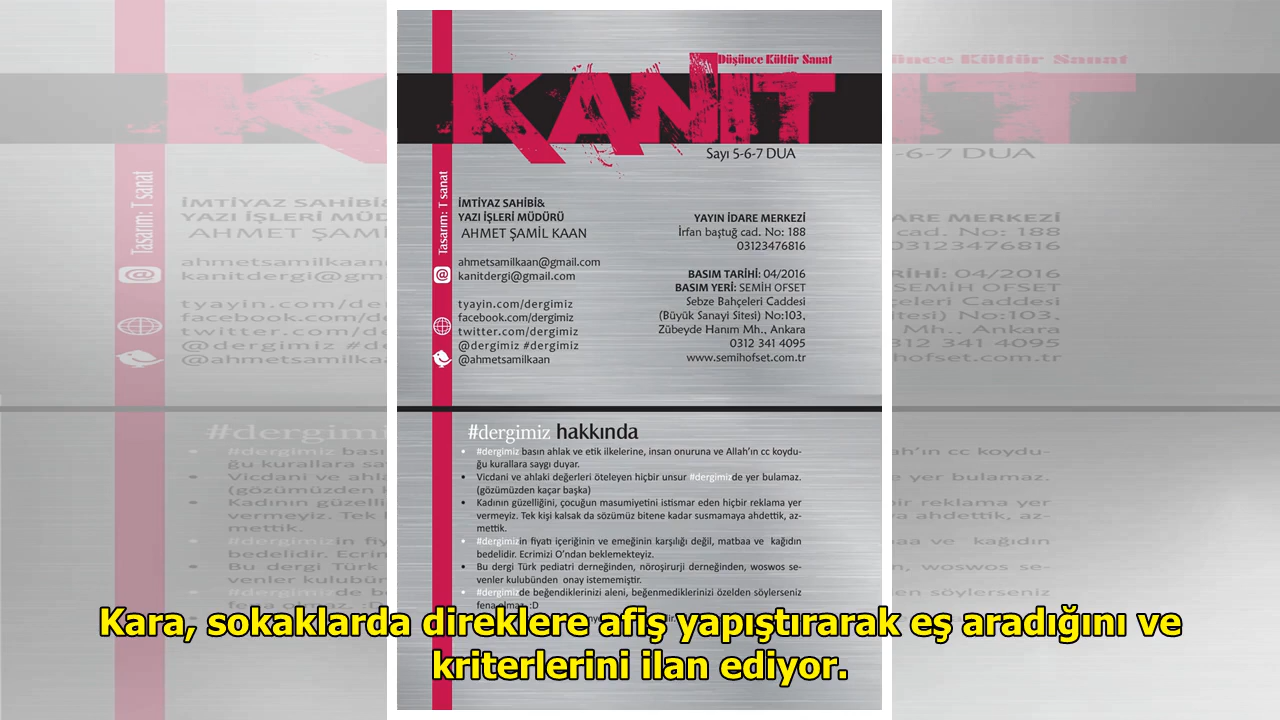 Düşünce Kültür Sanat
KANIT
Sayı 5-6-7 DUA
Tasarım: T sanat
İMTİYAZ SAHİBİ&
YAZI İŞLERİ MÜDÜRÜ
AHMET ŞAMİL KAAN
ahmetsamilkaan@gmail.com
kanitdergi@gmail.com
tyayin.com/dergimiz
facebook.com/dergimiz
twitter.com/dergimiz
@dergimiz #dergimiz
@ahmetsamilkaan
YAYIN İDARE MERKEZİ
İrfan baştuğ cad. No: 188
03123476816
BASIM TARİHİ: 04/2016
BASIM YERİ: SEMİH OFSET
Sebze Bahçeleri Caddesi
(Büyük Sanayi Sitesi) No:103,
Zübeyde Hanım Mh., Ankara
0312 341 4095
www.semihofset.com.tr
#dergimiz hakkında
• #dergimiz basın ahlak ve etik ilkelerine, insan onuruna ve Allah'ın cc koydu-
ğu kurallara saygı duyar.
• Vicdani ve ahlaki değerleri öteleyen hiçbir unsur #dergimizde yer bulamaz.
(gözümüzden kaçar başka)
• Kadının güzelliğini, çocuğun masumiyetini istismar eden hiçbir reklama yer
vermeyiz. Tek kişi kalsak da sözümüz bitene kadar susmamaya ahdettik, az-
mettik.
• #dergimizin fiyatı içeriğinin ve emeğinin karşılığı değil, matbaa ve kağıdın
bedelidir. Ecrimizi O'ndan beklemekteyiz.
• Bu dergi Türk pediatri derneğinden, nöroşirurji derneğinden, woswos se-
venler kulubünden onay istememiştir.
• #dergimizde beğendiklerinizi aleni, beğenmediklerinizi özelden söylerseniz
fena olmaz. :D
Kara, sokaklarda direklere afiş yapıştırarak eş aradığını ve
kriterlerini ilan ediyor.